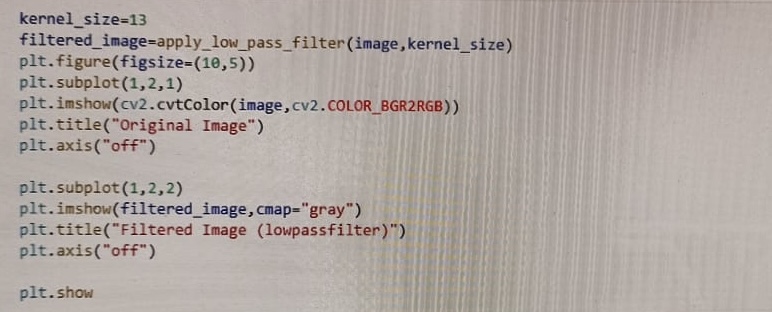 kernel_size=13
filtered_image=apply_low_pass_filter(image,kernel_size)
plt.figure(figsize=(10,5))
plt.subplot(1,2,1)
plt.imshow(cv2.cvtColor(image,cv2.COLOR_BGR2RGB))
plt.title("Original Image")
plt.axis("off")
plt.subplot(1,2,2)
plt.imshow(filtered_image,cmap="gray")
plt.title("Filtered Image (lowpassfilter)")
plt.axis("off")
plt.show